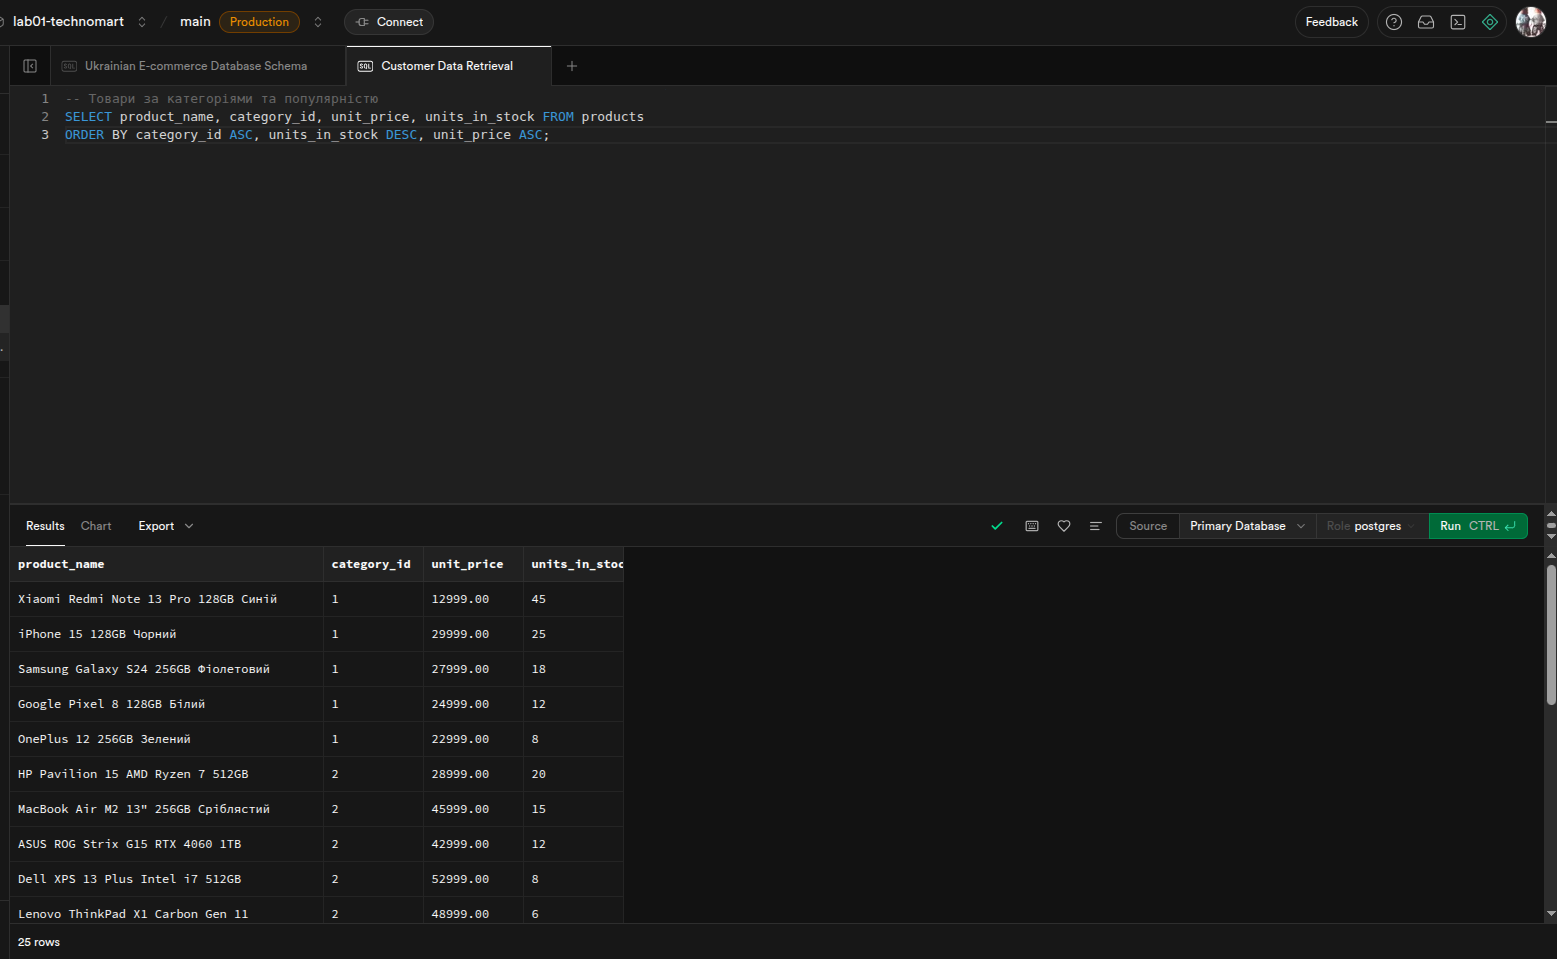 lab01-technomart / main Production Connect Feedback
SQL Ukrainian E-commerce Database Schema SQL Customer Data Retrieval +
1 -- Товари за категоріями та популярністю
2 SELECT product_name, category_id, unit_price, units_in_stock FROM products
3 ORDER BY category_id ASC, units_in_stock DESC, unit_price ASC;
Results Chart Export Source Primary Database Role postgres Run CTRL
product_name category_id unit_price units_in_stoc
Xiaomi Redmi Note 13 Pro 128GB Синій 1 12999.00 45
iPhone 15 128GB Чорний 1 29999.00 25
Samsung Galaxy S24 256GB Фіолетовий 1 27999.00 18
Google Pixel 8 128GB Білий 1 24999.00 12
OnePlus 12 256GB Зелений 1 22999.00 8
HP Pavilion 15 AMD Ryzen 7 512GB 2 28999.00 20
MacBook Air M2 13" 256GB Сріблястий 2 45999.00 15
ASUS ROG Strix G15 RTX 4060 1TB 2 42999.00 12
Dell XPS 13 Plus Intel i7 512GB 2 52999.00 8
Lenovo ThinkPad X1 Carbon Gen 11 2 48999.00 6
25 rows